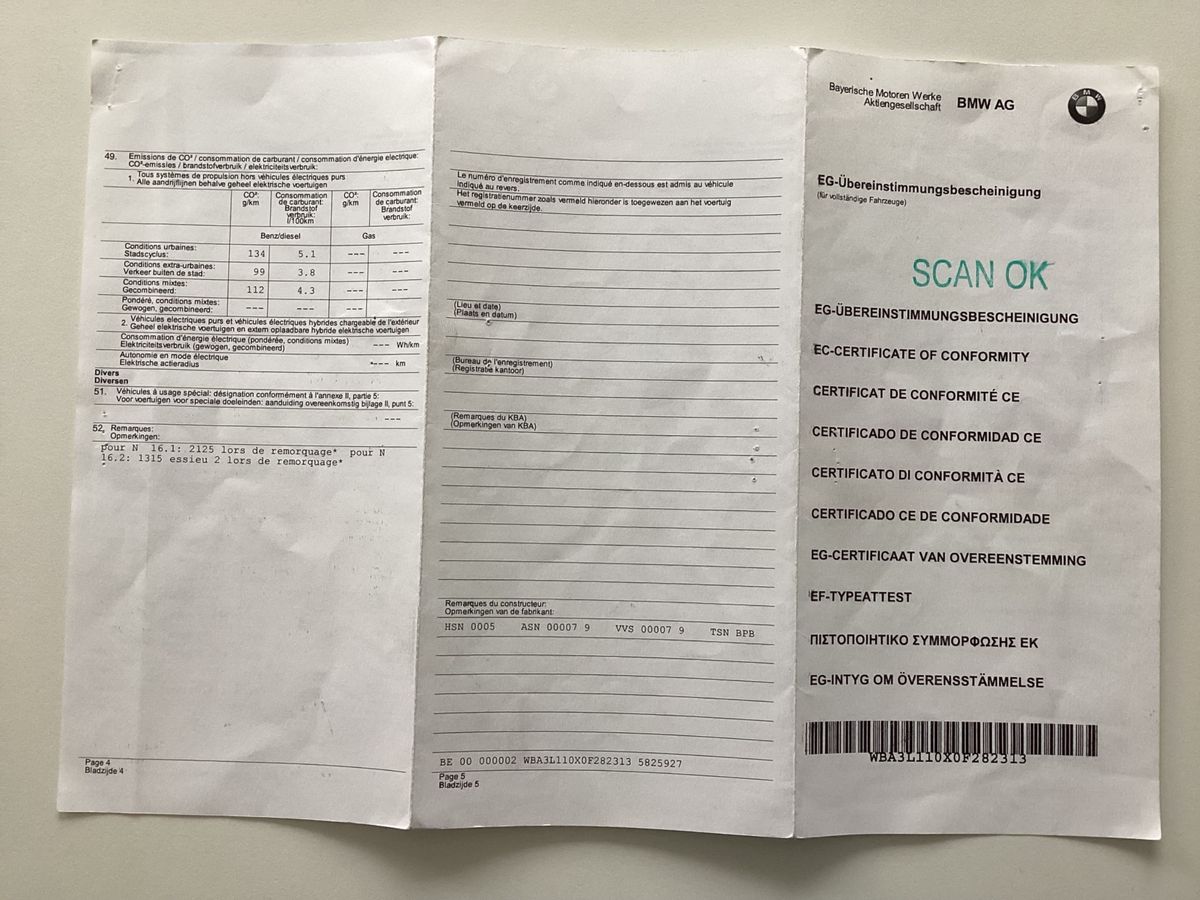 49. Emissions de CO² / consommation de carburant / consommation d'énergie électrique:
CO²-emissies / brandstofverbruik / elektriciteitsverbruik:
1. Tous systèmes de propulsion hors véhicules électriques purs
Alle aandrijflijnen behalve geheel elektrische voertuigen
CO²: g/km
Consommation de carburant: Brandstof verbruik: l/100km
CO²: g/km
Consommation de carburant: Brandstof verbruik:
Benz/diesel Gas
Conditions urbaines:
Stadscyclus: 134 5.1 --- ---
Conditions extra-urbaines:
Verkeer buiten de stad: 99 3.8 --- ---
Conditions mixtes:
Gecombineerd: 112 4.3 --- ---
Pondéré, conditions mixtes:
Gewogen, gecombineerd: --- --- --- ---
2. Véhicules electriques purs et véhicules électriques hybrides chargeable de l'extérieur
Geheel elektrische voertuigen en extern oplaadbare hybride elektrische voertuigen
Consommation d'énergie électrique (pondérée, conditions mixtes)
Elektriciteitsverbruik (gewogen, gecombineerd) --- Wh/km
Autonomie en mode électrique
Elektrische actieradius *--- km
Divers
Diversen
51. Véhicules à usage spécial: désignation conformément à l'annexe II, partie 5:
Voor voertuigen voor speciale doeleinden: aanduiding overeenkomstig bijlage II, punt 5:
---
52. Remarques:
Opmerkingen:
pour N 16.1: 2125 lors de remorquage* pour N
16.2: 1315 essieu 2 lors de remorquage*
Page 4
Bladzijde 4
Le numéro d'enregistrement comme indiqué en-dessous est admis au véhicule
indiqué au revers.
Het registratienummer zoals vermeld hieronder is toegewezen aan het voertuig
vermeld op de keerzijde.
(Lieu et date)
(Plaats en datum)
(Bureau de l'enregistrement)
(Registratie kantoor)
(Remarques du KBA)
(Opmerkingen van KBA)
Remarques du constructeur:
Opmerkingen van de fabrikant:
HSN 0005 ASN 00007 9 VVS 00007 9 TSN BPB
BE 00 000002 WBA3L110X0F282313 5825927
Page 5
Bladzijde 5
Bayerische Motoren Werke
Aktiengesellschaft BMW AG
BMW
EG-Übereinstimmungsbescheinigung
(für vollständige Fahrzeuge)
SCAN OK
EG-ÜBEREINSTIMMUNGSBESCHEINIGUNG
EC-CERTIFICATE OF CONFORMITY
CERTIFICAT DE CONFORMITÉ CE
CERTIFICADO DE CONFORMIDAD CE
CERTIFICATO DI CONFORMITÀ CE
CERTIFICADO CE DE CONFORMIDADE
EG-CERTIFICAAT VAN OVEREENSTEMMING
EF-TYPEATTEST
ΠΙΣΤΟΠΟΙΗΤΙΚΟ ΣΥΜΜΟΡΦΩΣΗΣ ΕΚ
EG-INTYG OM ÖVERENSSTÄMMELSE
WBA3L110X0F282313